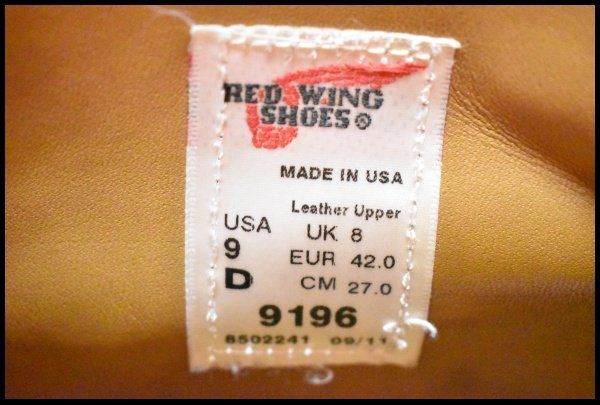 RED WING
SHOES®
MADE IN USA
Leather Upper
USA
9
D
UK 8
EUR 42.0
CM 27.0
9196
8502241 09/11